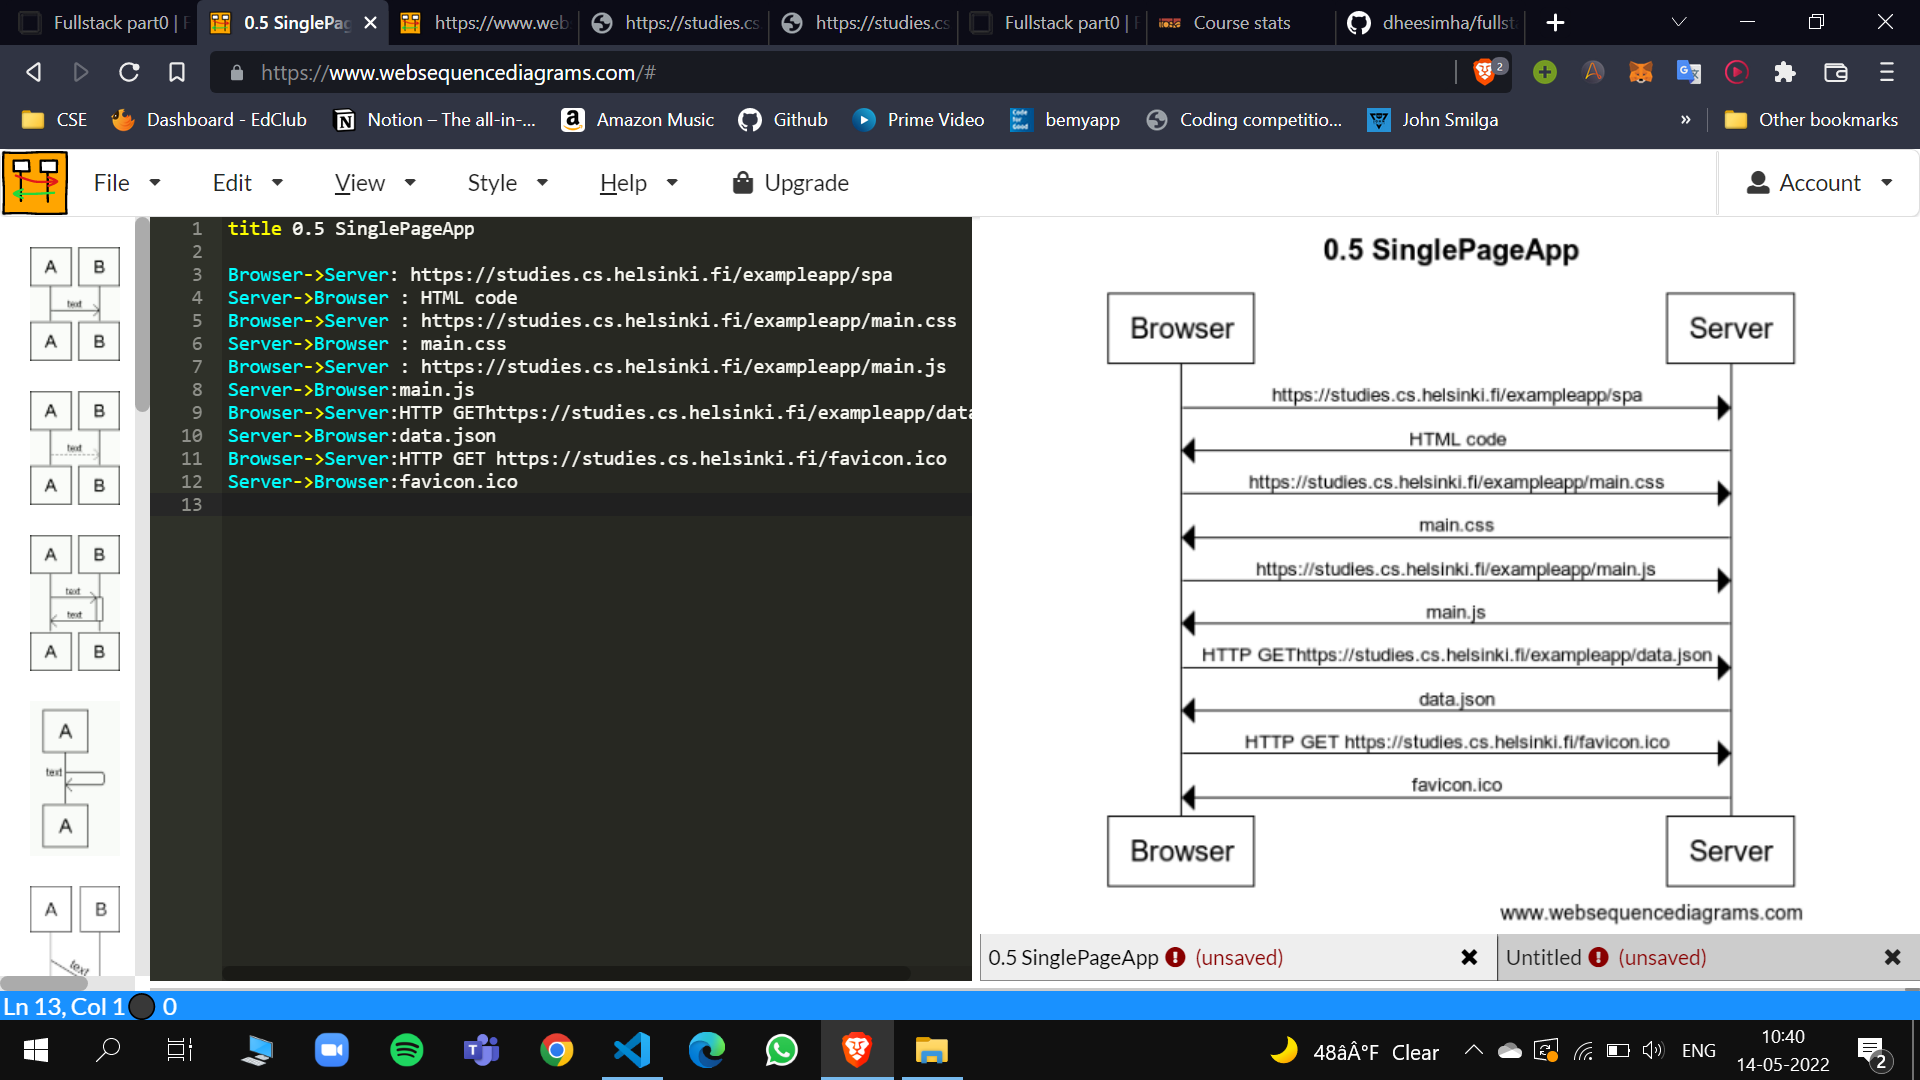 Fullstack part0 |
0.5 SinglePag
https://www.web
https://studies.cs
https://studies.cs
Fullstack part0 |
Course stats
dheesimha/fullst
https://www.websequencediagrams.com/#
2
CSE
Dashboard - EdClub
Notion – The all-in-...
Amazon Music
Github
Prime Video
bemyapp
Coding competitio...
John Smilga
»
Other bookmarks
File
Edit
View
Style
Help
Upgrade
Account
A B
text
A B
A B
text
A B
A B
text
text
A B
A
text
A
A B
text
1 title 0.5 SinglePageApp
2
3 Browser->Server: https://studies.cs.helsinki.fi/exampleapp/spa
4 Server->Browser : HTML code
5 Browser->Server : https://studies.cs.helsinki.fi/exampleapp/main.css
6 Server->Browser : main.css
7 Browser->Server : https://studies.cs.helsinki.fi/exampleapp/main.js
8 Server->Browser:main.js
9 Browser->Server:HTTP GEThttps://studies.cs.helsinki.fi/exampleapp/data
10 Server->Browser:data.json
11 Browser->Server:HTTP GET https://studies.cs.helsinki.fi/favicon.ico
12 Server->Browser:favicon.ico
13
0.5 SinglePageApp
Browser
Server
https://studies.cs.helsinki.fi/exampleapp/spa
HTML code
https://studies.cs.helsinki.fi/exampleapp/main.css
main.css
https://studies.cs.helsinki.fi/exampleapp/main.js
main.js
HTTP GEThttps://studies.cs.helsinki.fi/exampleapp/data.json
data.json
HTTP GET https://studies.cs.helsinki.fi/favicon.ico
favicon.ico
Browser
Server
www.websequencediagrams.com
0.5 SinglePageApp (unsaved)
Untitled (unsaved)
Ln 13, Col 1 0
48âÂ°F Clear
ENG
10:40
14-05-2022
2